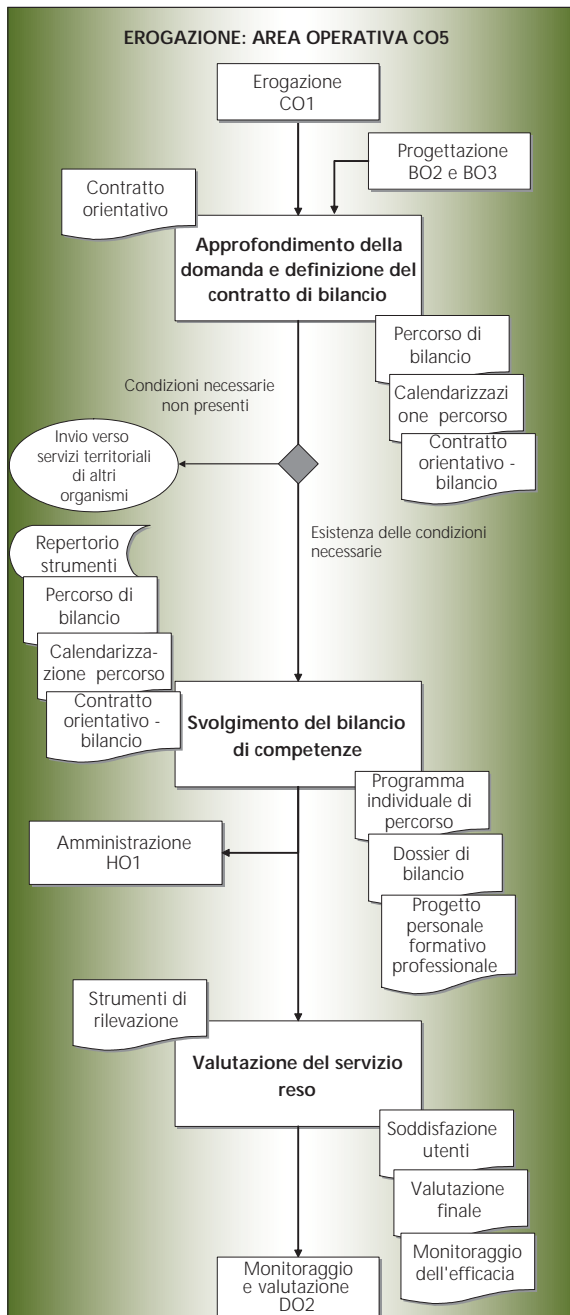 EROGAZIONE: AREA OPERATIVA CO5
Erogazione
CO1
Progettazione
BO2 e BO3
Contratto
orientativo
Approfondimento della
domanda e definizione del
contratto di bilancio
Percorso di
bilancio
Calendarizzazi
one percorso
Contratto
orientativo -
bilancio
Condizioni necessarie
non presenti
Invio verso
servizi territoriali
di altri
organismi
Esistenza delle condizioni
necessarie
Repertorio
strumenti
Percorso di
bilancio
Calendarizza-
zione percorso
Contratto
orientativo -
bilancio
Svolgimento del bilancio
di competenze
Programma
individuale di
percorso
Dossier di
bilancio
Progetto
personale
formativo
professionale
Amministrazione
HO1
Strumenti di
rilevazione
Valutazione del servizio
reso
Soddisfazione
utenti
Valutazione
finale
Monitoraggio
dell'efficacia
Monitoraggio
e valutazione
DO2